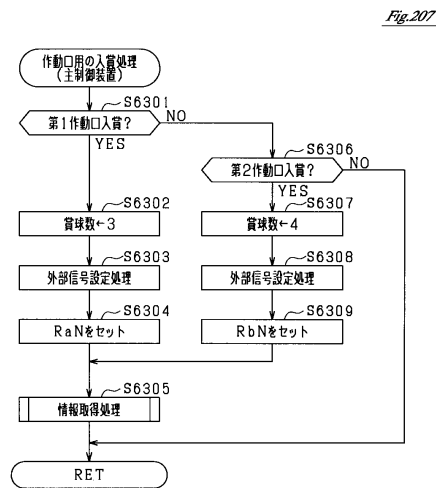 Fig.207
作動口用の入賞処理
(主制御装置)
S6301
第1作動口入賞?
NO
YES
S6306
第2作動口入賞?
NO
YES
S6302
賞球数←3
S6307
賞球数←4
S6303
外部信号設定処理
S6308
外部信号設定処理
S6304
RaNをセット
S6309
RbNをセット
S6305
情報取得処理
RET